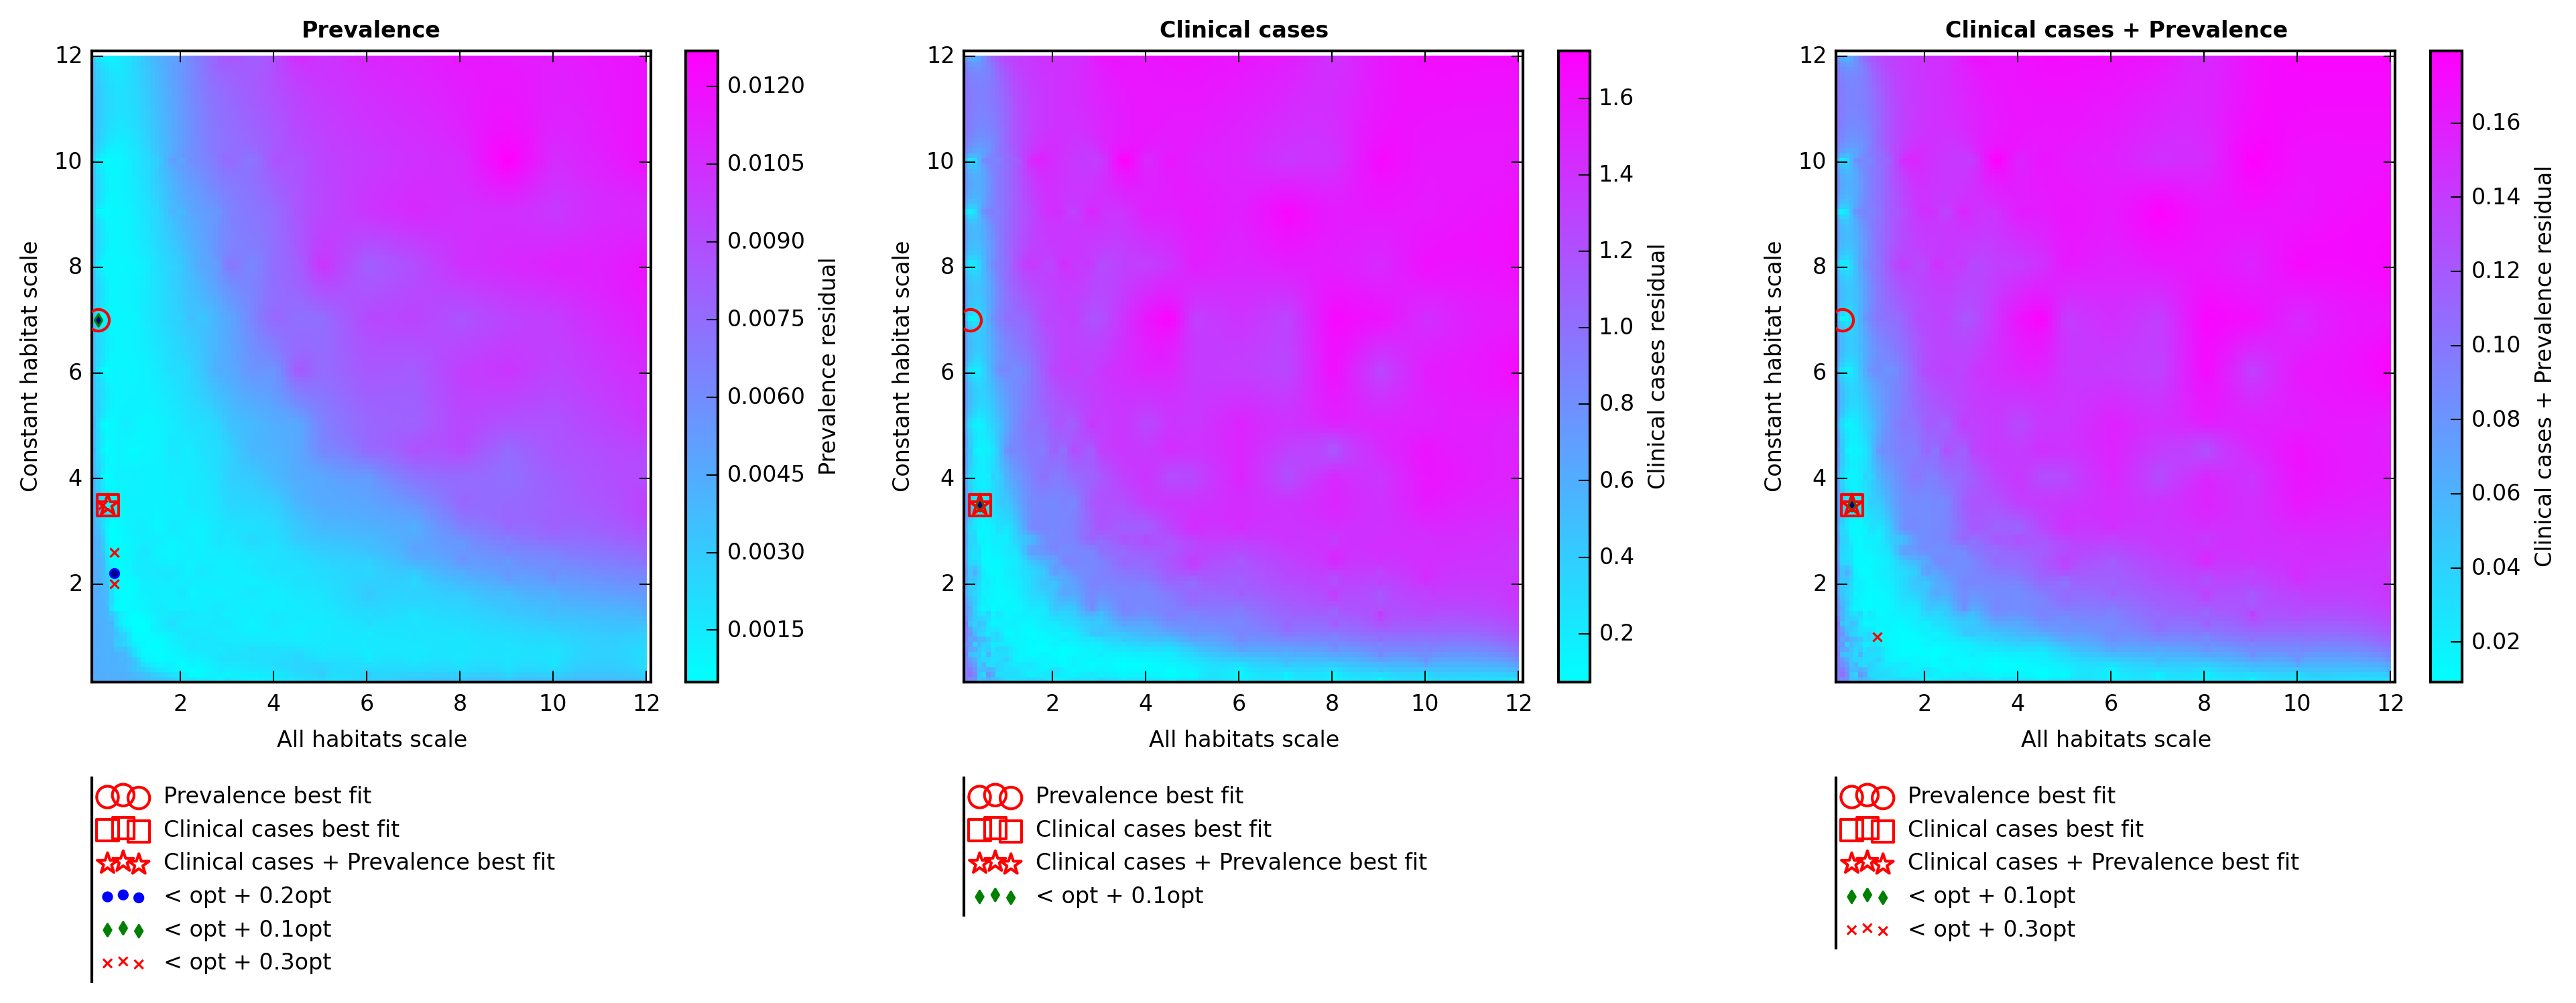 Prevalence
12
10
8
6
4
2
Constant habitat scale
2 4 6 8 10 12
All habitats scale
0.0120
0.0105
0.0090
0.0075
0.0060
0.0045
0.0030
0.0015
Prevalence residual
Prevalence best fit
Clinical cases best fit
Clinical cases + Prevalence best fit
< opt + 0.2opt
< opt + 0.1opt
< opt + 0.3opt
Clinical cases
12
10
8
6
4
2
Constant habitat scale
2 4 6 8 10 12
All habitats scale
1.6
1.4
1.2
1.0
0.8
0.6
0.4
0.2
Clinical cases residual
Prevalence best fit
Clinical cases best fit
Clinical cases + Prevalence best fit
< opt + 0.1opt
Clinical cases + Prevalence
12
10
8
6
4
2
Constant habitat scale
2 4 6 8 10 12
All habitats scale
0.16
0.14
0.12
0.10
0.08
0.06
0.04
0.02
Clinical cases + Prevalence residual
Prevalence best fit
Clinical cases best fit
Clinical cases + Prevalence best fit
< opt + 0.1opt
< opt + 0.3opt